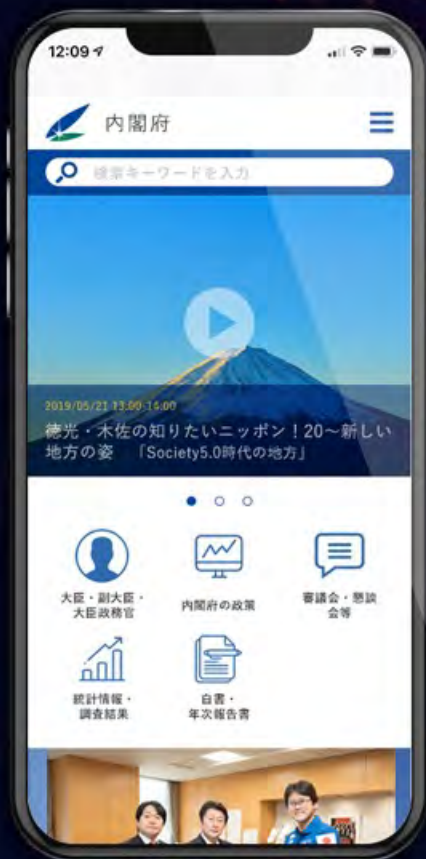 12:09
内閣府
検索キーワードを入力
2019/05/21 13:00-14:00
徳光・木佐の知りたいニッポン！20～新しい
地方の姿　「Society5.0時代の地方」
大臣・副大臣・
大臣政務官
内閣府の政策
審議会・懇談
会等
統計情報・
調査結果
白書・
年次報告書